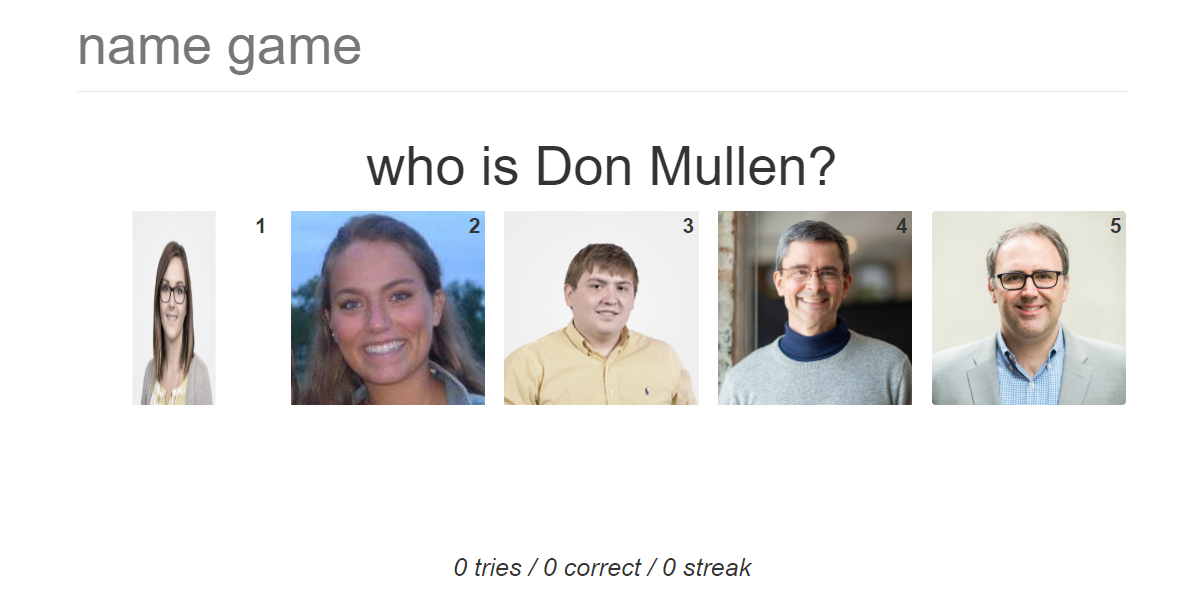 name game
who is Don Mullen?
1 2 3 4 5
0 tries / 0 correct / 0 streak